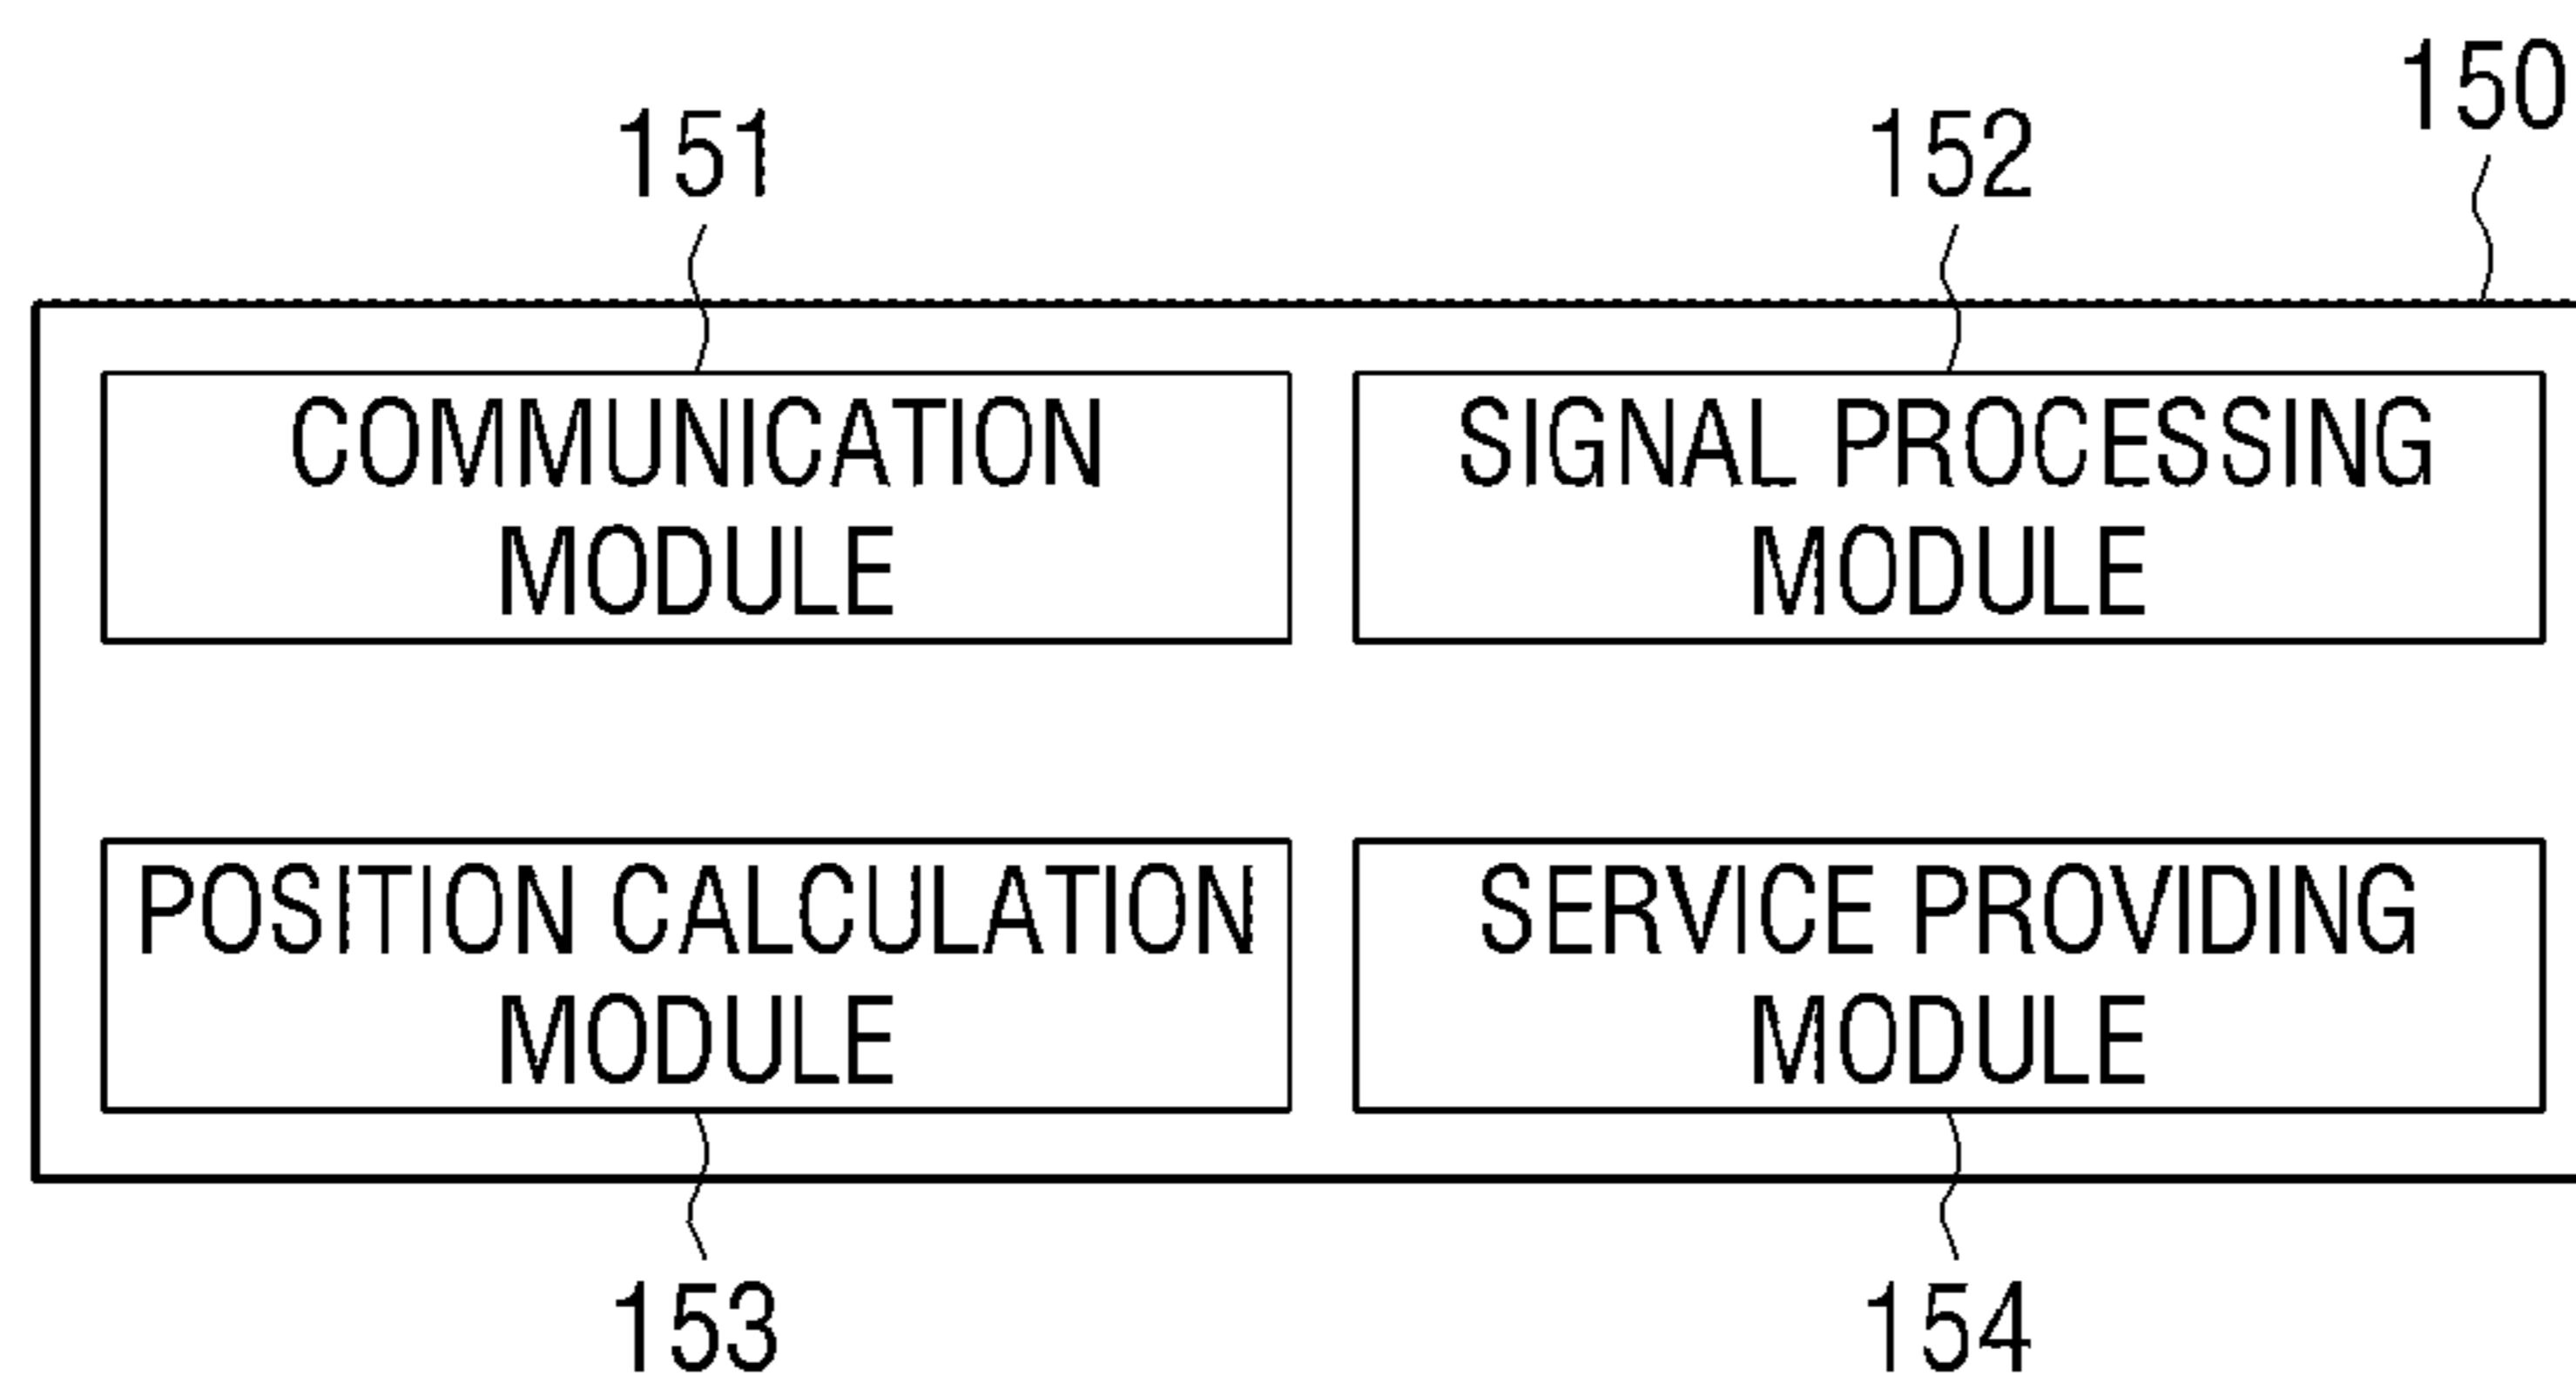 150
151
152
COMMUNICATION
MODULE
SIGNAL PROCESSING
MODULE
POSITION CALCULATION
MODULE
SERVICE PROVIDING
MODULE
153
154